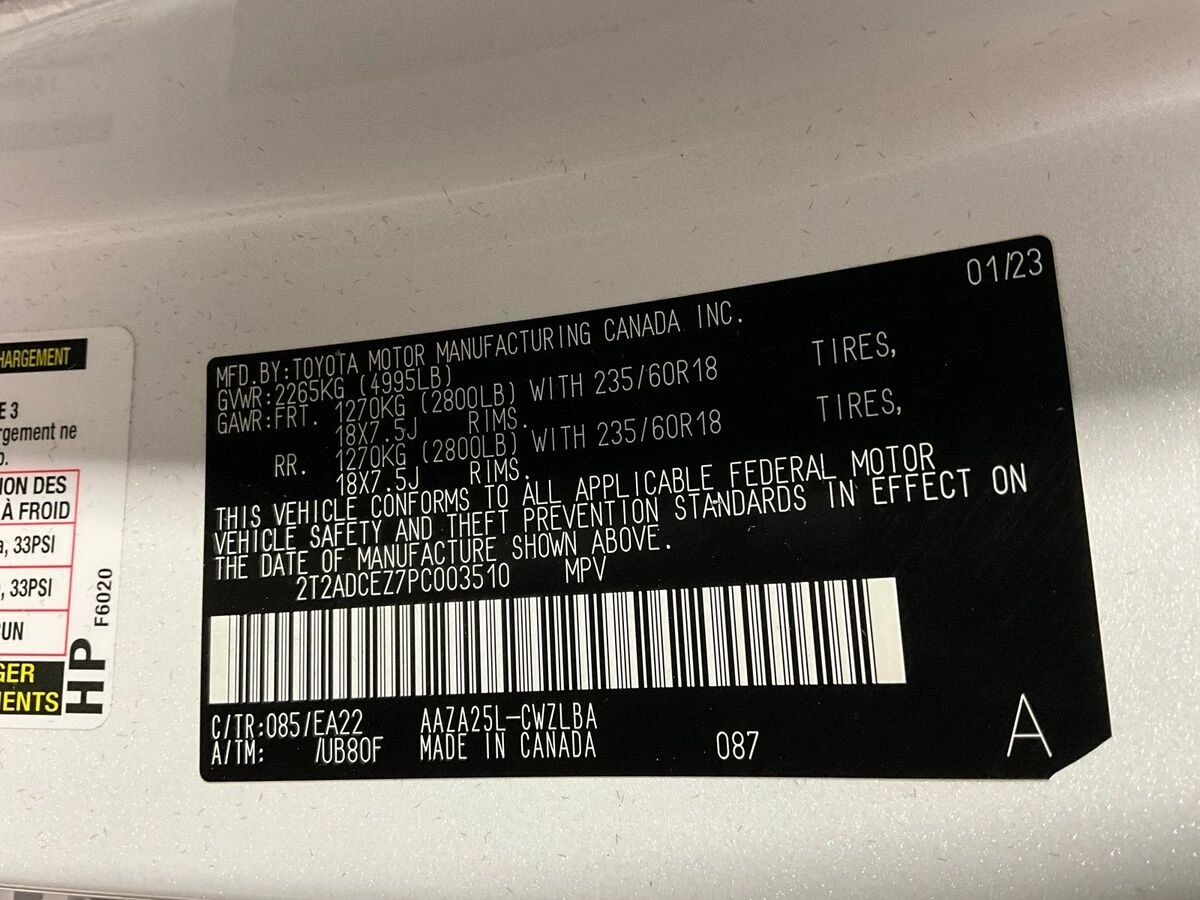 HARGEMENT
E 3
rgement ne
ION DES
À FROID
, 33PSI
, 33PSI
UN
GER
IENTS
HP
F6020
01/23
MFD.BY:TOYOTA MOTOR MANUFACTURING CANADA INC.
GVWR:2265KG (4995LB)
GAWR:FRT. 1270KG (2800LB) WITH 235/60R18 TIRES,
18X7.5J RIMS.
RR. 1270KG (2800LB) WITH 235/60R18 TIRES,
18X7.5J RIMS.
THIS VEHICLE CONFORMS TO ALL APPLICABLE FEDERAL MOTOR
VEHICLE SAFETY AND THEFT PREVENTION STANDARDS IN EFFECT ON
THE DATE OF MANUFACTURE SHOWN ABOVE.
2T2ADCEZ7PC003510 MPV
C/TR:085/EA22 AAZA25L-CWZLBA
A/TM: /UB80F MADE IN CANADA 087
A